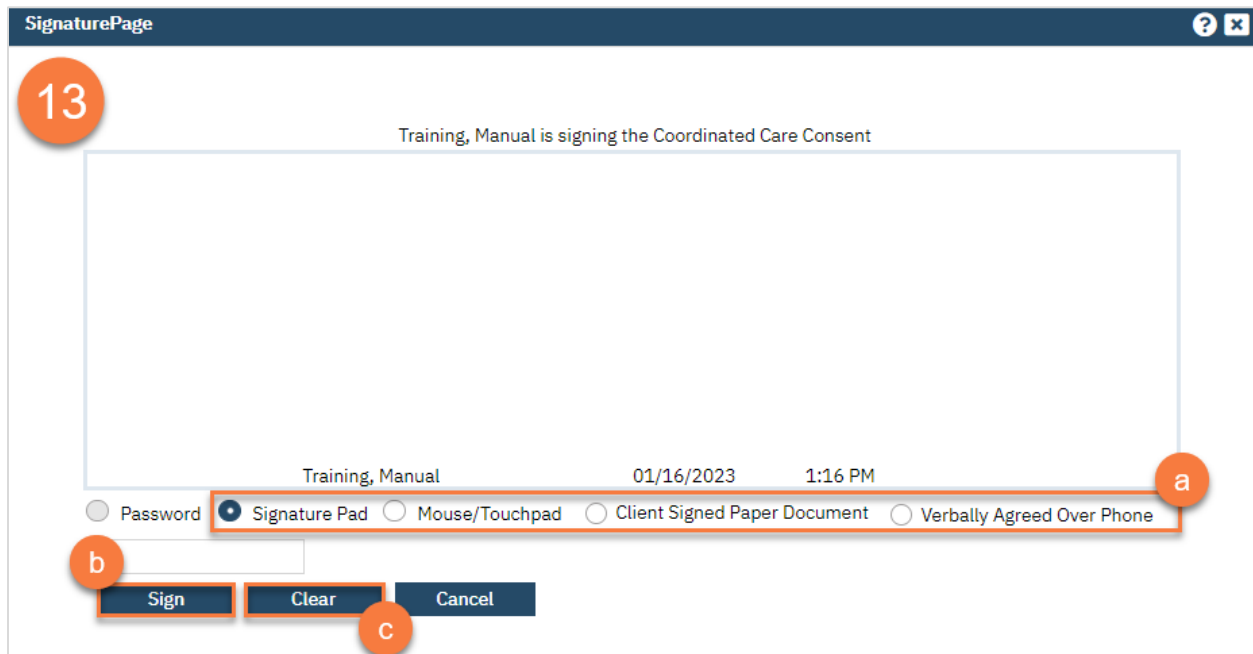 SignaturePage
13
Training, Manual is signing the Coordinated Care Consent
Training, Manual 01/16/2023 1:16 PM
a
Password Signature Pad Mouse/Touchpad Client Signed Paper Document Verbally Agreed Over Phone
b
Sign Clear Cancel
c